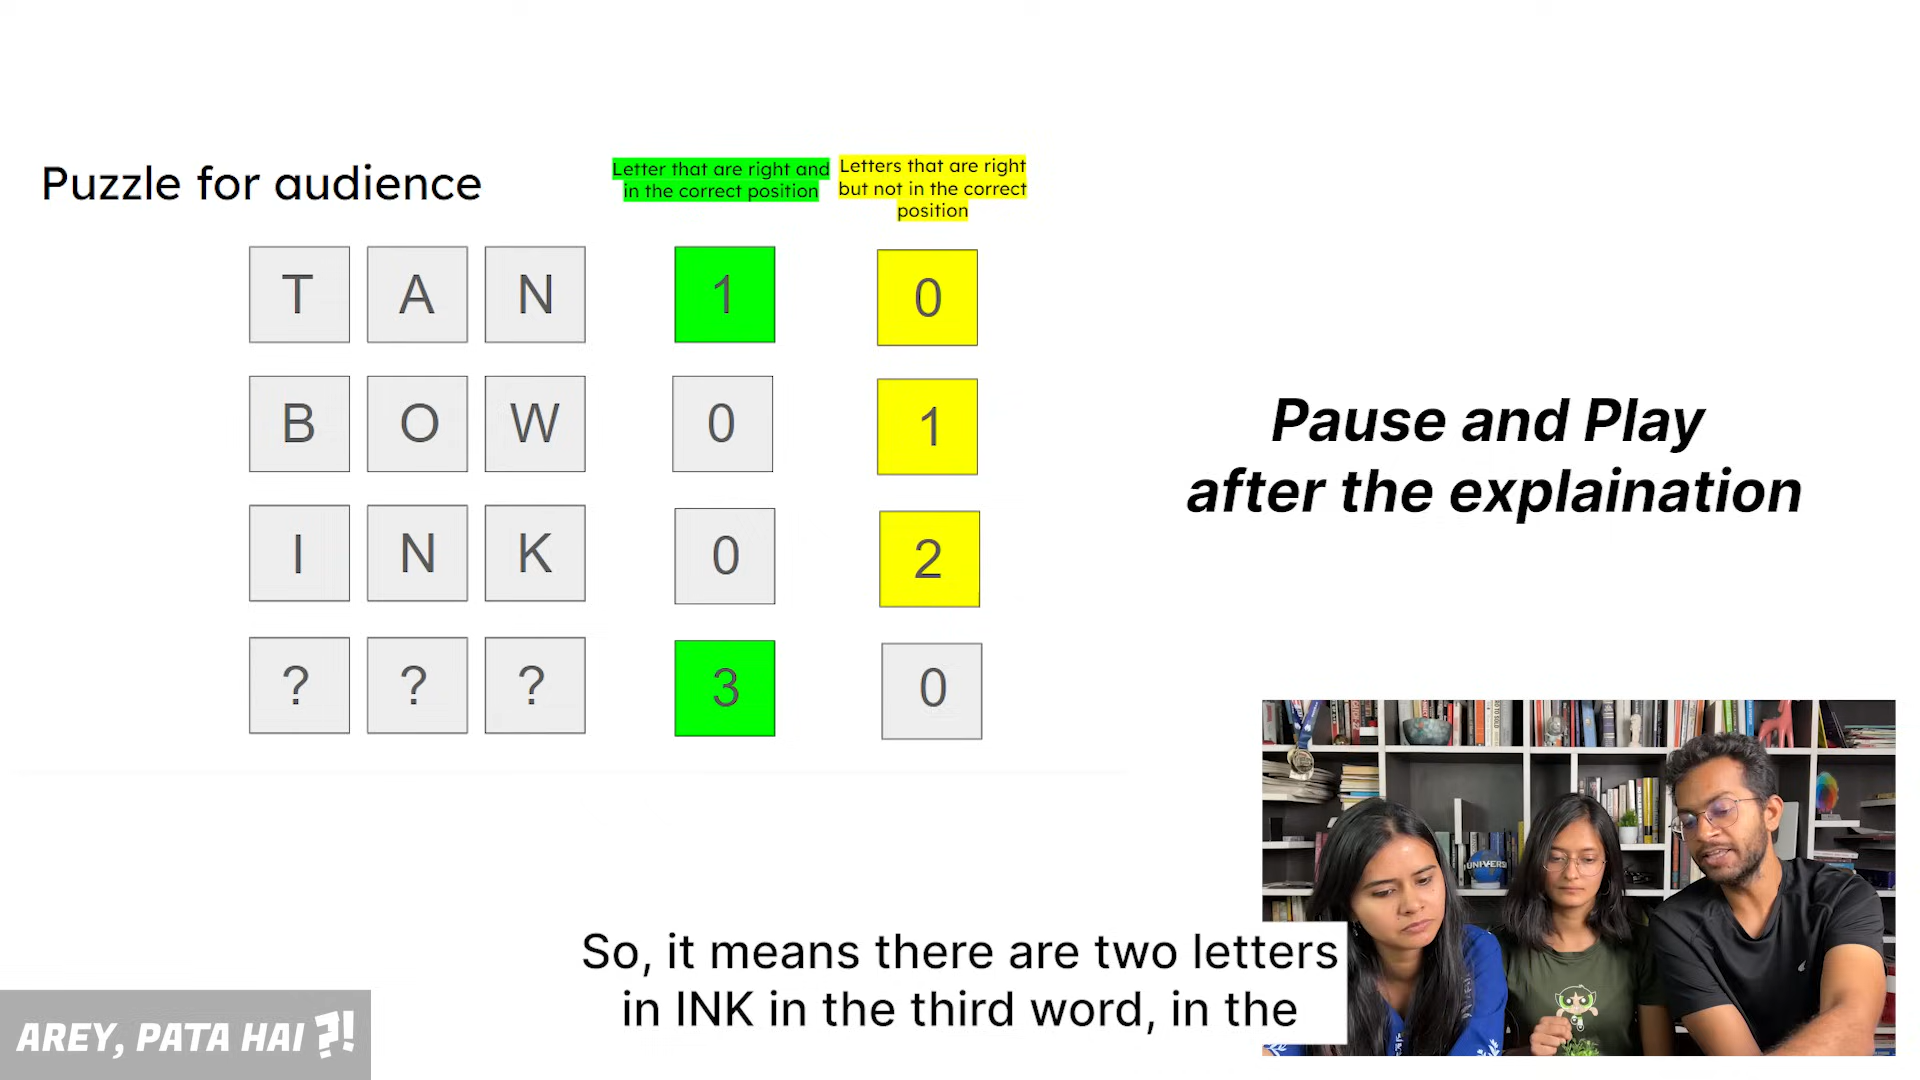 Puzzle for audience
Letter that are right and
in the correct position
Letters that are right
but not in the correct
position
T A N 1 0
B O W 0 1
I N K 0 2
? ? ? 3 0
Pause and Play
after the explaination
UNIVERS
So, it means there are two letters
in INK in the third word, in the
AREY, PATA HAI ?!